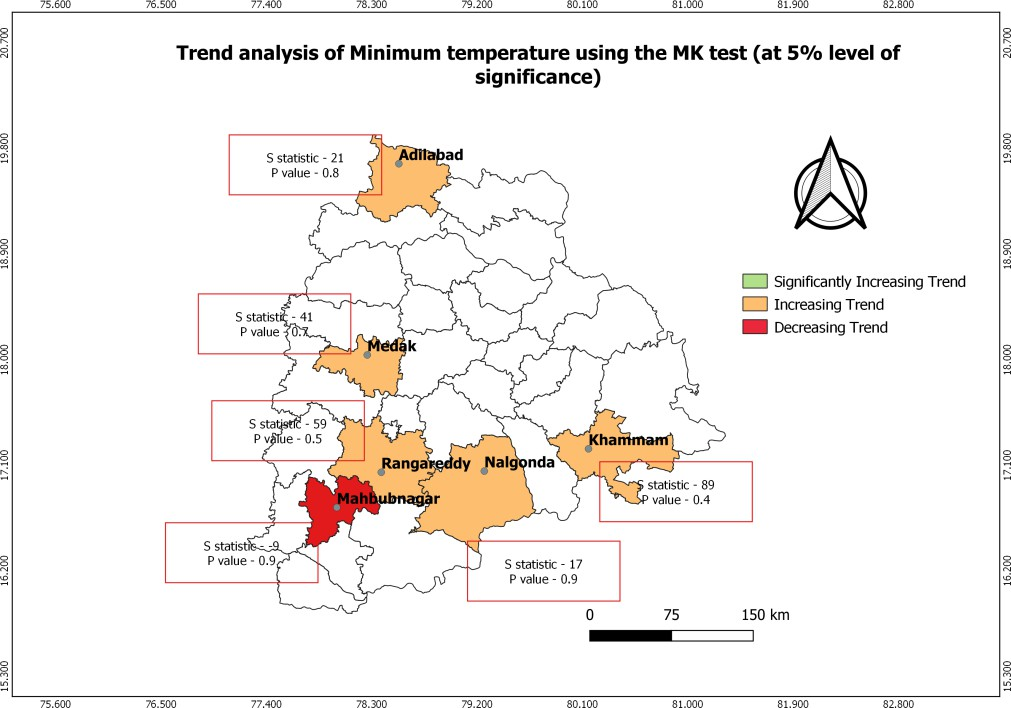 75.600 76.500 77.400 78.300 79.200 80.100 81.000 81.900 82.800
Trend analysis of Minimum temperature using the MK test (at 5% level of
significance)
20.700 20.700
19.800 19.800
Adilabad
S statistic - 21
P value - 0.8
18.900 18.900
Significantly Increasing Trend
Increasing Trend
Decreasing Trend
S statistic - 41
P value - 0.7
Medak
18.000 18.000
S statistic - 59
P value - 0.5
Khammam
Rangareddy
Nalgonda
17.100 17.100
S statistic - 89
P value - 0.4
Mahbubnagar
S statistic - -9
P value - 0.9
S statistic - 17
P value - 0.9
16.200 16.200
0 75 150 km
15.300 15.300
75.600 76.500 77.400 78.300 79.200 80.100 81.000 81.900 82.800